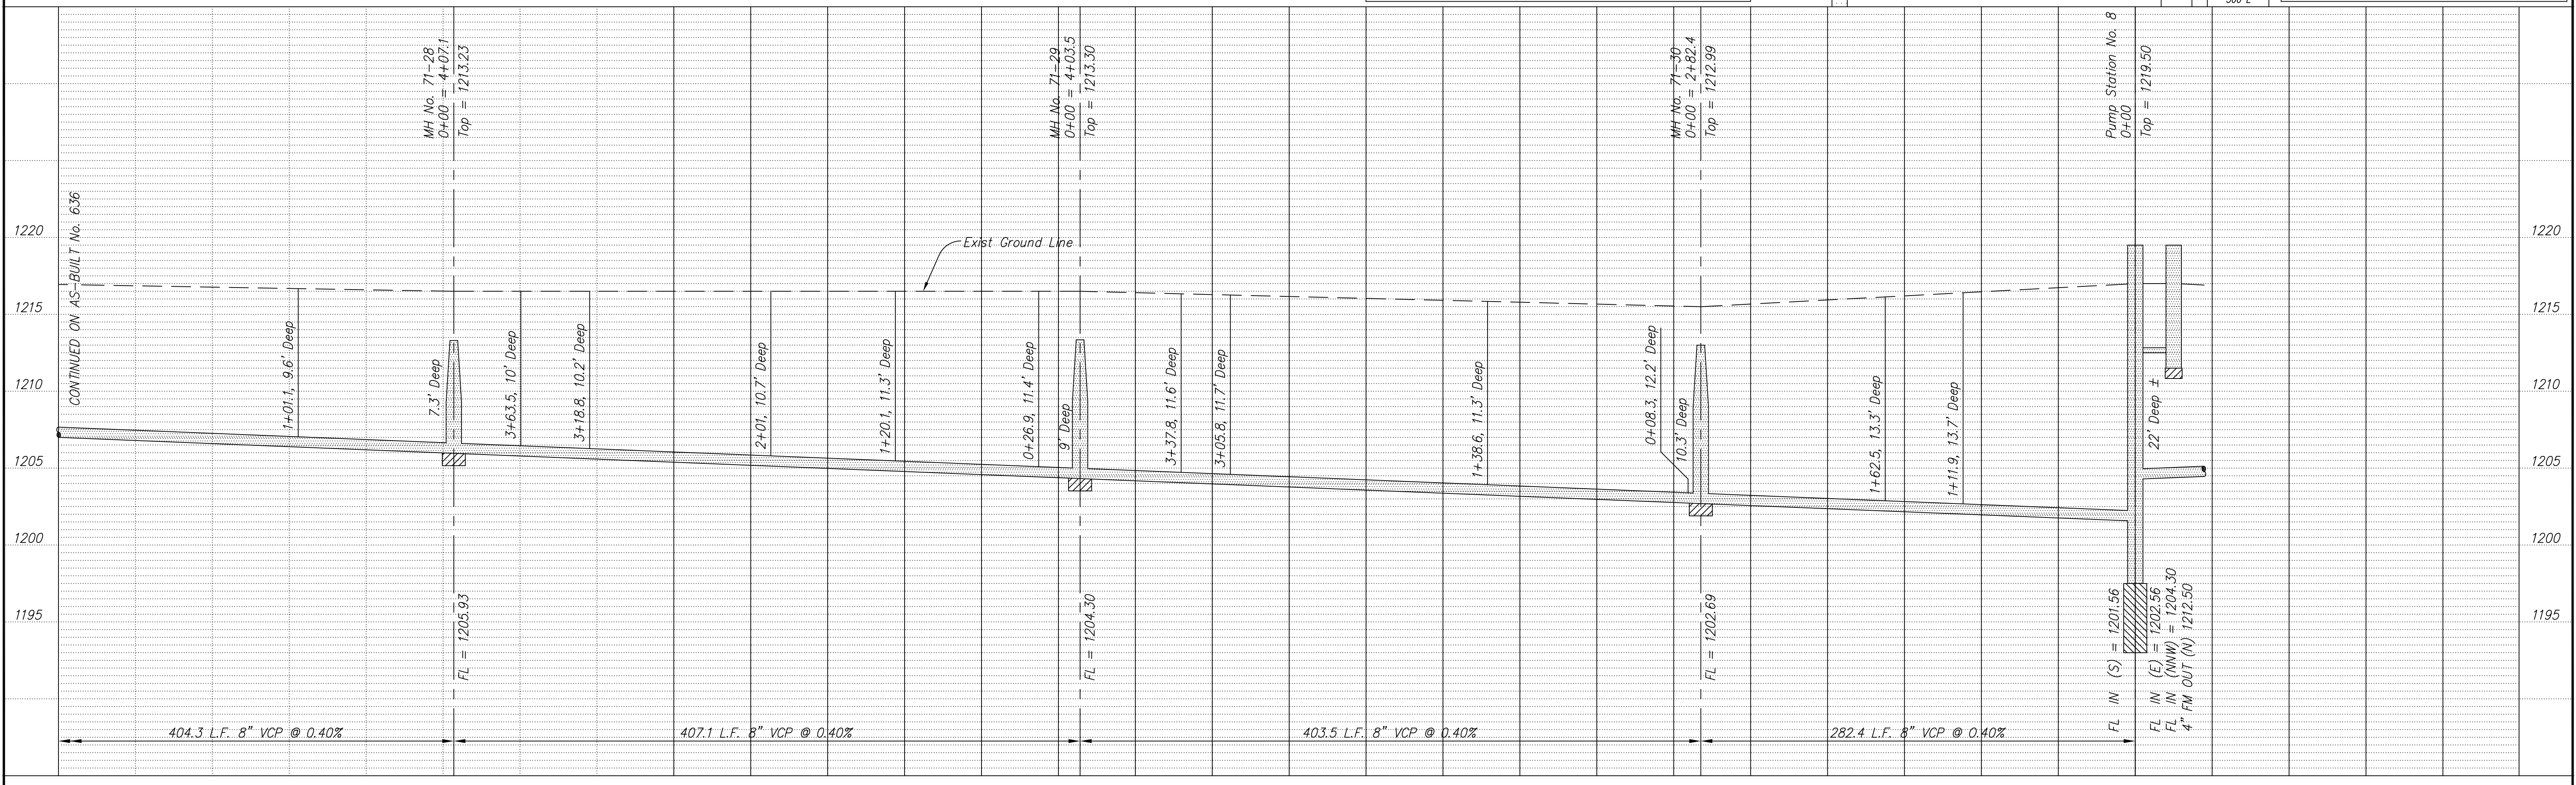 MH No. 71-28
0+00 = 4+07.1
Top = 1213.23
MH No. 71-29
0+00 = 4+03.5
Top = 1213.30
MH No. 71-30
0+00 = 2+82.4
Top = 1212.99
Pump Station No. 8
0+00
Top = 1219.50
1220
1215
1210
1205
1200
1195
CONTINUED ON AS-BUILT No. 636
Exist Ground Line
1+01.1, 9.6' Deep
7.3' Deep
3+63.5, 10' Deep
3+18.8, 10.2' Deep
2+01, 10.7' Deep
1+20.1, 11.3' Deep
0+26.9, 11.4' Deep
9' Deep
3+37.8, 11.6' Deep
3+05.8, 11.7' Deep
1+38.6, 11.3' Deep
0+08.3, 12.2' Deep
10.3' Deep
1+62.5, 13.3' Deep
1+11.9, 13.7' Deep
22' Deep ±
1220
1215
1210
1205
1200
1195
FL = 1205.93
FL = 1204.30
FL = 1202.69
FL IN (S) = 1201.56
FL IN (E) = 1202.56
FL IN (NNW) = 1204.30
4" FM OUT (N) 1212.50
404.3 L.F. 8" VCP @ 0.40%
407.1 L.F. 8" VCP @ 0.40%
403.5 L.F. 8" VCP @ 0.40%
282.4 L.F. 8" VCP @ 0.40%